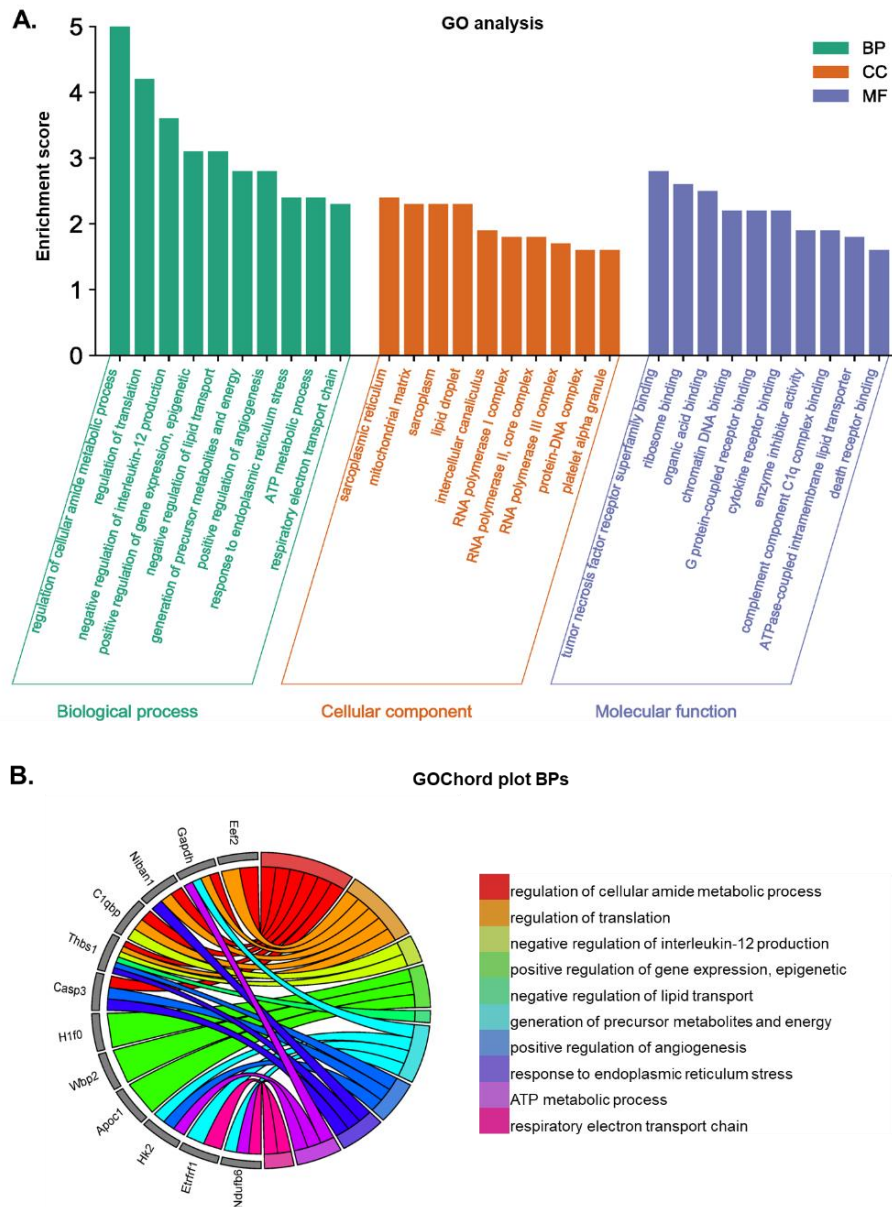 A.
GO analysis
BP
CC
MF
Enrichment score
5
4
3
2
1
0
regulation of cellular amide metabolic process
regulation of translation
negative regulation of interleukin-12 production
positive regulation of gene expression, epigenetic
negative regulation of lipid transport
generation of precursor metabolites and energy
positive regulation of angiogenesis
response to endoplasmic reticulum stress
ATP metabolic process
respiratory electron transport chain
sarcoplasmic reticulum
mitochondrial matrix
sarcoplasm
lipid droplet
intercellular canaliculus
RNA polymerase I complex
RNA polymerase II, core complex
RNA polymerase III complex
protein-DNA complex
platelet alpha granule
tumor necrosis factor receptor superfamily binding
ribosome binding
organic acid binding
chromatin DNA binding
G protein-coupled receptor binding
cytokine receptor binding
enzyme inhibitor activity
complement component C1q complex binding
ATPase-coupled intramembrane lipid transporter
death receptor binding
Biological process
Cellular component
Molecular function
B.
GOChord plot BPs
Eef2
Gapdh
Niban1
C1qbp
Thbs1
Casp3
H1f0
Wbp2
Apoc1
Hk2
Etfrf1
Ndufb6
regulation of cellular amide metabolic process
regulation of translation
negative regulation of interleukin-12 production
positive regulation of gene expression, epigenetic
negative regulation of lipid transport
generation of precursor metabolites and energy
positive regulation of angiogenesis
response to endoplasmic reticulum stress
ATP metabolic process
respiratory electron transport chain